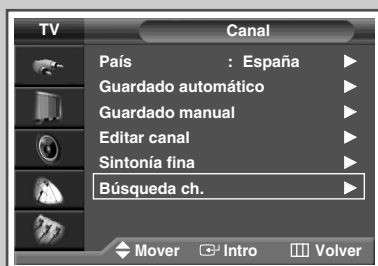 TV Canal
País : España
Guardado automático
Guardado manual
Editar canal
Sintonía fina
Búsqueda ch.
Mover Intro Volver